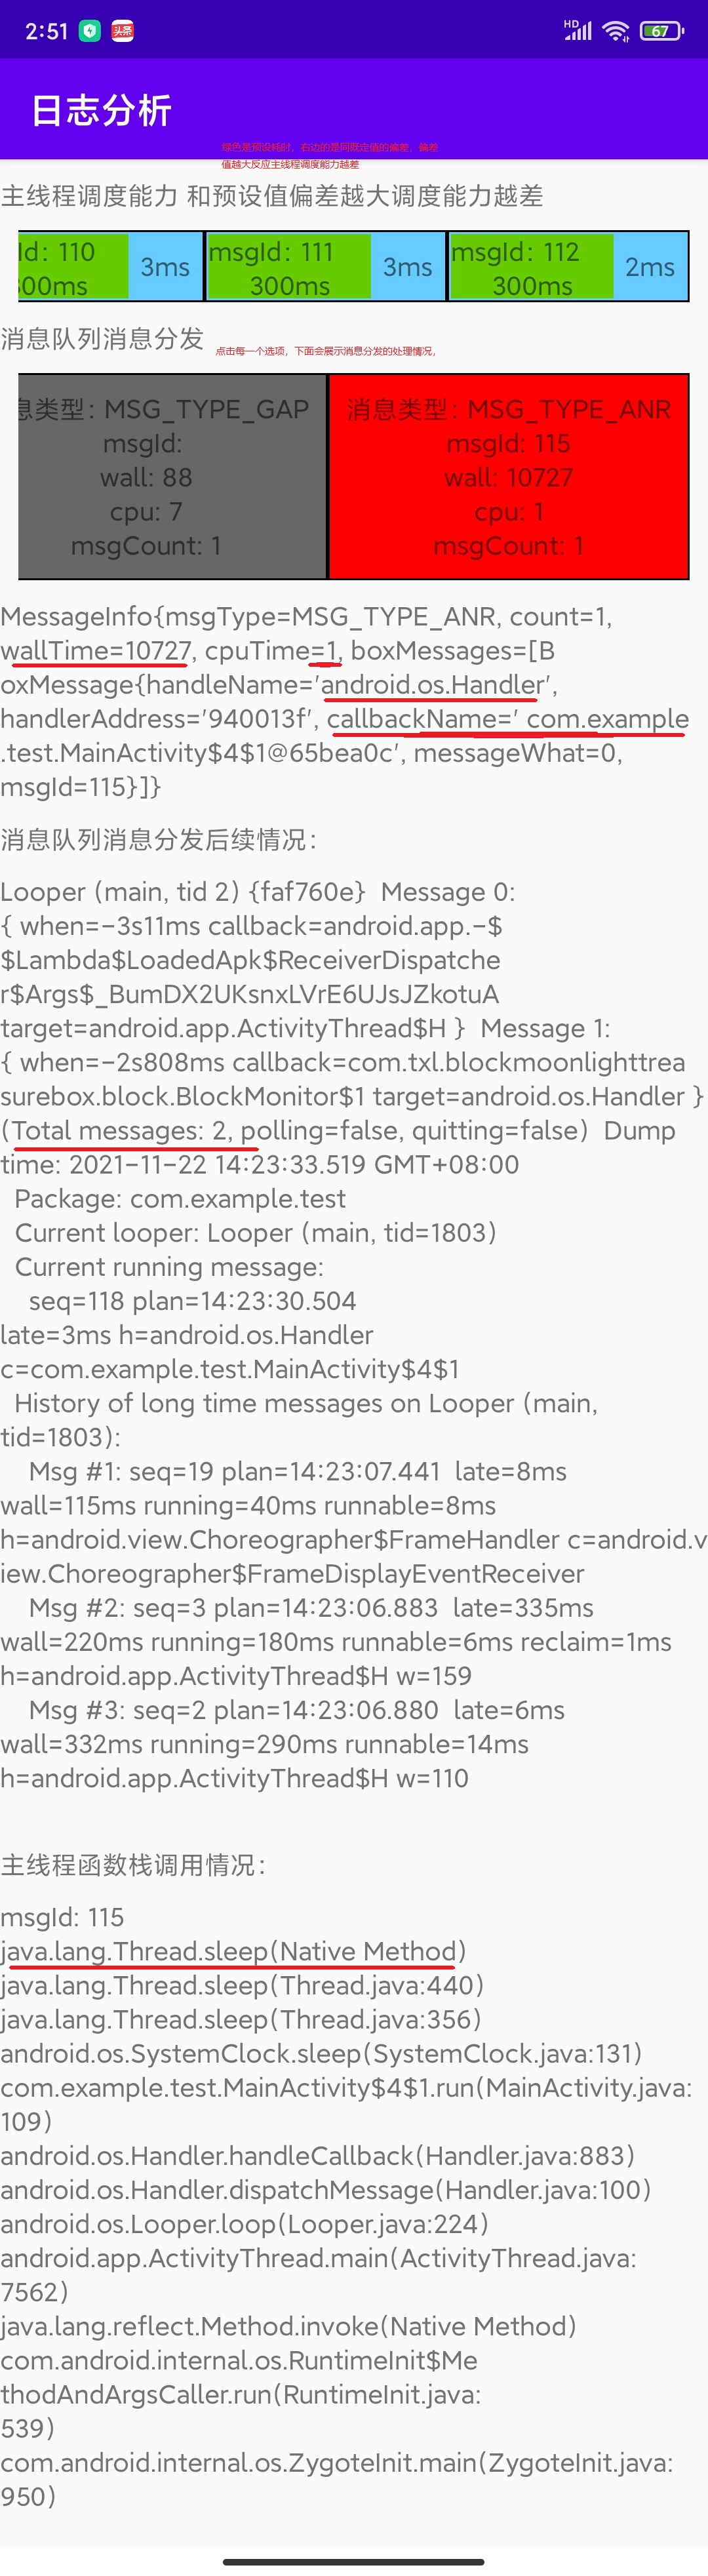 2:51
头条
HD
67
日志分析
绿色是预设耗时，右边的是同既定值的偏差，偏差
值越大反应主线程调度能力越差
主线程调度能力 和预设值偏差越大调度能力越差
Id: 110
300ms
3ms
msgId: 111
300ms
3ms
msgId: 112
300ms
2ms
消息队列消息分发
点击每一个选项，下面会展示消息分发的处理情况，
息类型: MSG_TYPE_GAP
msgId:
wall: 88
cpu: 7
msgCount: 1
消息类型: MSG_TYPE_ANR
msgId: 115
wall: 10727
cpu: 1
msgCount: 1
MessageInfo{msgType=MSG_TYPE_ANR, count=1,
wallTime=10727, cpuTime=1, boxMessages=[B
oxMessage{handleName='android.os.Handler',
handlerAddress='940013f', callbackName=' com.example
.test.MainActivity$4$1@65bea0c', messageWhat=0,
msgId=115}]}
消息队列消息分发后续情况:
Looper (main, tid 2) {faf760e}  Message 0:
{ when=-3s11ms callback=android.app.-$
$Lambda$LoadedApk$ReceiverDispatche
r$Args$_BumDX2UKsnxLVrE6UJsJZkotuA
target=android.app.ActivityThread$H }  Message 1:
{ when=-2s808ms callback=com.txl.blockmoonlighttrea
surebox.block.BlockMonitor$1 target=android.os.Handler }
(Total messages: 2, polling=false, quitting=false)  Dump
time: 2021-11-22 14:23:33.519 GMT+08:00
Package: com.example.test
Current looper: Looper (main, tid=1803)
Current running message:
seq=118 plan=14:23:30.504
late=3ms h=android.os.Handler
c=com.example.test.MainActivity$4$1
History of long time messages on Looper (main,
tid=1803):
Msg #1: seq=19 plan=14:23:07.441  late=8ms
wall=115ms running=40ms runnable=8ms
h=android.view.Choreographer$FrameHandler c=android.v
iew.Choreographer$FrameDisplayEventReceiver
Msg #2: seq=3 plan=14:23:06.883  late=335ms
wall=220ms running=180ms runnable=6ms reclaim=1ms
h=android.app.ActivityThread$H w=159
Msg #3: seq=2 plan=14:23:06.880  late=6ms
wall=332ms running=290ms runnable=14ms
h=android.app.ActivityThread$H w=110
主线程函数栈调用情况:
msgId: 115
java.lang.Thread.sleep(Native Method)
java.lang.Thread.sleep(Thread.java:440)
java.lang.Thread.sleep(Thread.java:356)
android.os.SystemClock.sleep(SystemClock.java:131)
com.example.test.MainActivity$4$1.run(MainActivity.java:
109)
android.os.Handler.handleCallback(Handler.java:883)
android.os.Handler.dispatchMessage(Handler.java:100)
android.os.Looper.loop(Looper.java:224)
android.app.ActivityThread.main(ActivityThread.java:
7562)
java.lang.reflect.Method.invoke(Native Method)
com.android.internal.os.RuntimeInit$Me
thodAndArgsCaller.run(RuntimeInit.java:
539)
com.android.internal.os.ZygoteInit.main(ZygoteInit.java:
950)